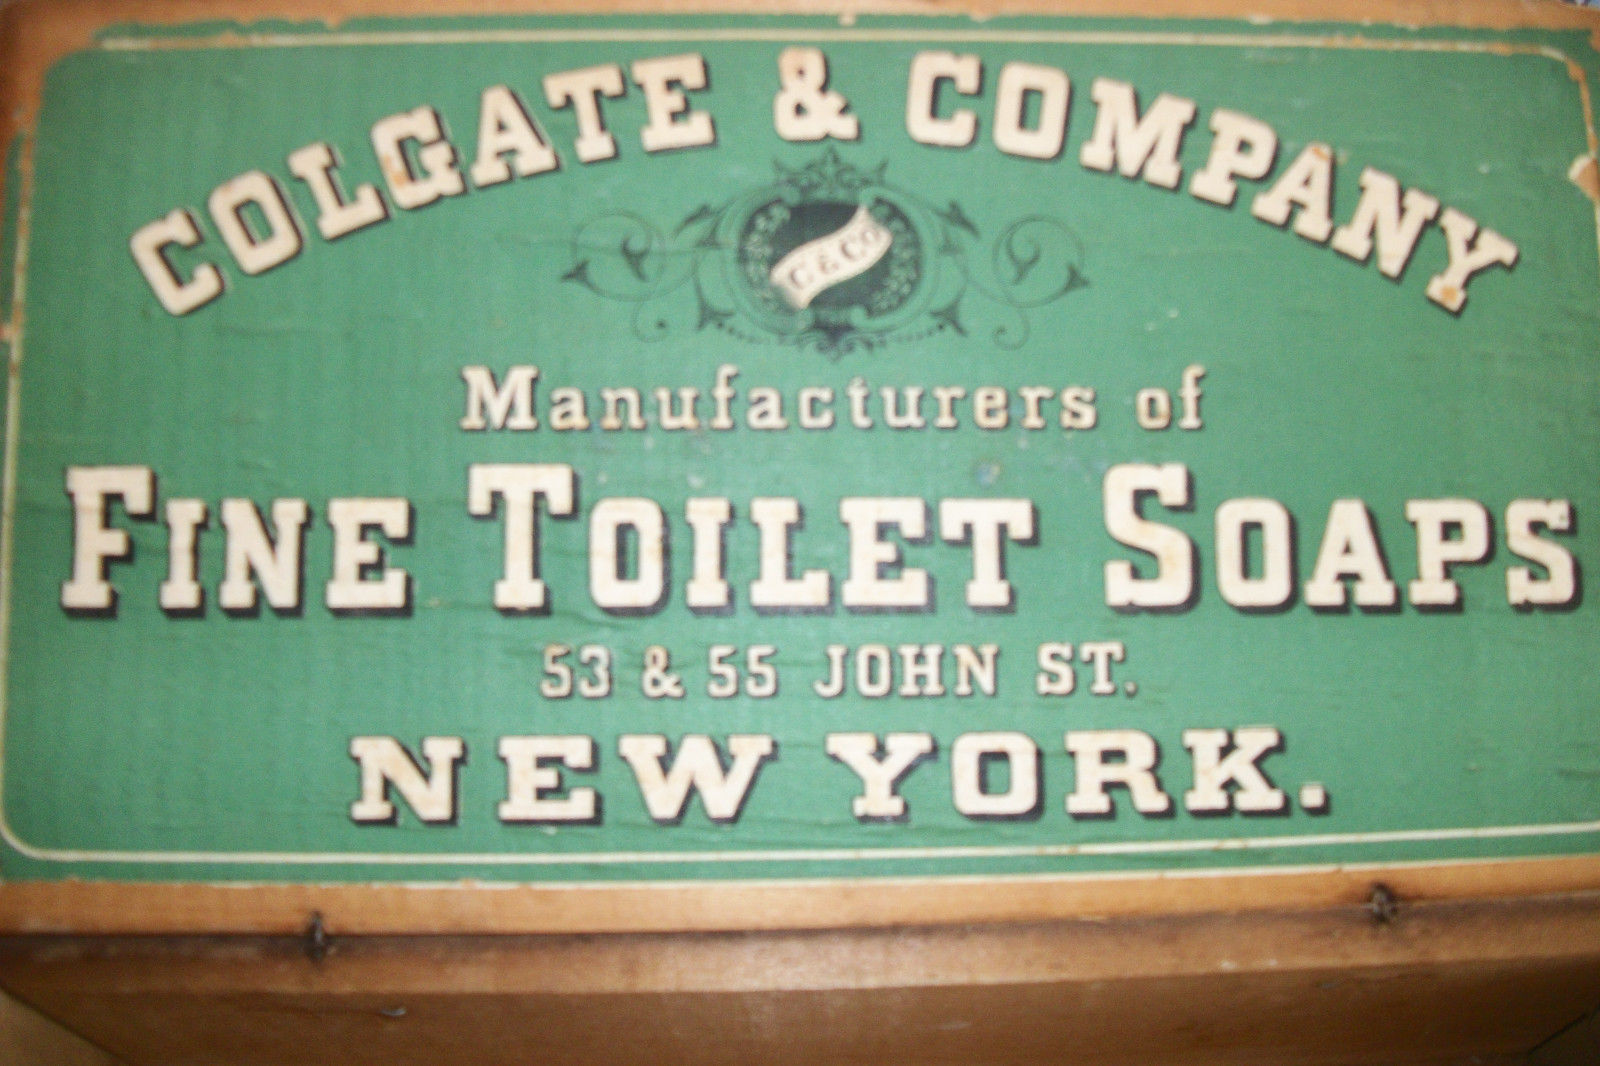 COLGATE & COMPANY
C. & CO.
Manufacturers of
FINE TOILET SOAPS
53 & 55 JOHN ST.
NEW YORK.